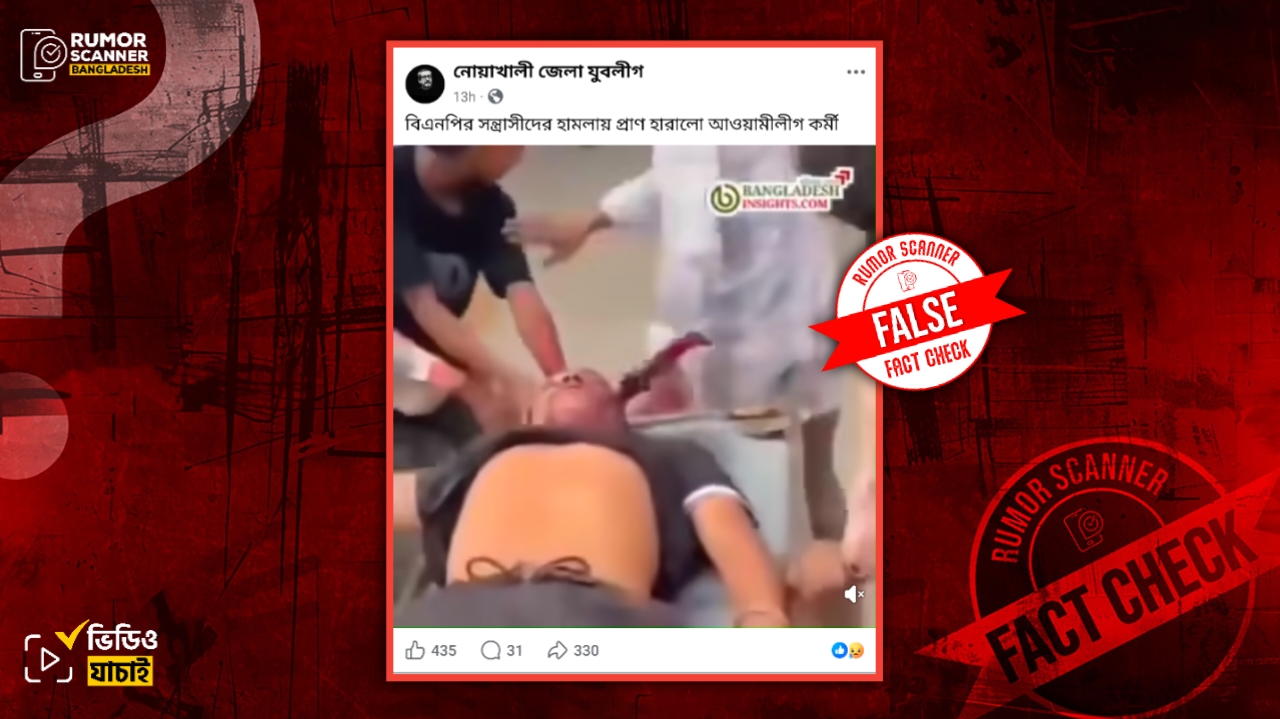 RUMOR
SCANNER
BANGLADESH
নোয়াখালী জেলা যুবলীগ
13h ·
বিএনপির সন্ত্রাসীদের হামলায় প্রাণ হারালো আওয়ামীলীগ কর্মী
BANGLADESH
INSIGHTS.COM
RUMOR SCANNER
FALSE
FACT CHECK
RUMOR SCANNER
FACT CHECK
435
31
330
ভিডিও
যাচাই